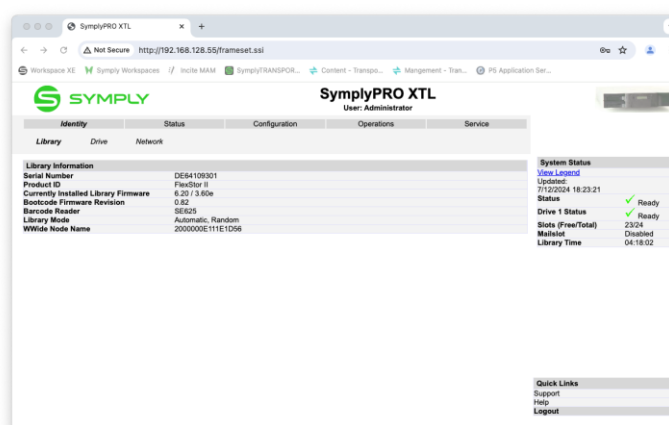 SymplyPRO XTL
Not Secure http://192.168.128.55/frameset.ssi
Workspace XE Symply Workspaces incite MAM SymplyTRANSPOR... Content - Transpo... Mangement - Tran... P5 Application Ser...
SYMPLY
SymplyPRO XTL
User: Administrator
Identity Status Configuration Operations Service
Library Drive Network
Library Information
Serial Number DE64109301
Product ID FlexStor II
Currently Installed Library Firmware 6.20 / 3.60e
Bootcode Firmware Revision 0.82
Barcode Reader SE625
Library Mode Automatic, Random
WWide Node Name 2000000E111E1D56
System Status
View Legend
Updated:
7/12/2024 18:23:21
Status Ready
Drive 1 Status Ready
Slots (Free/Total) 23/24
Mailslot Disabled
Library Time 04:18:02
Quick Links
Support
Help
Logout